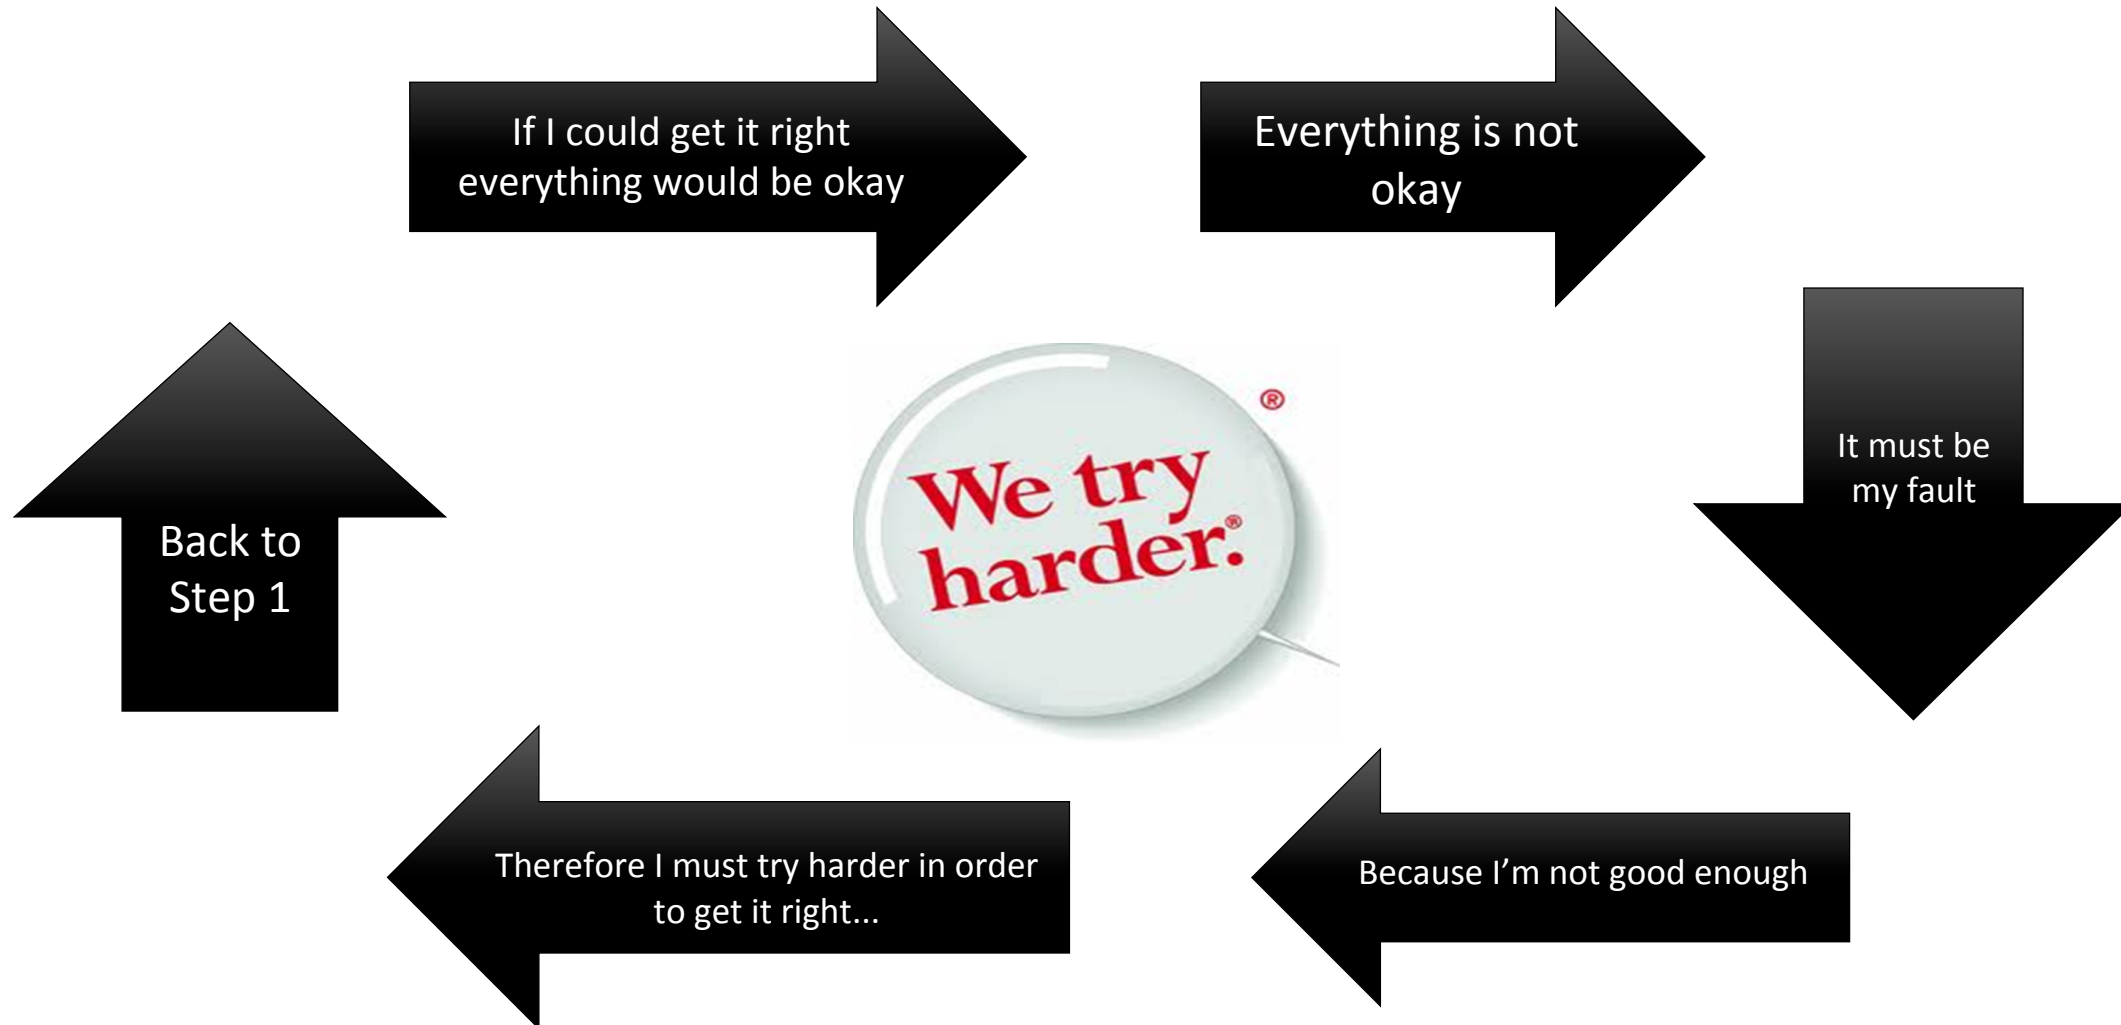 If I could get it right
everything would be okay
Everything is not
okay
It must be
my fault
Because I’m not good enough
Therefore I must try harder in order
to get it right...
Back to
Step 1
®
We try
harder.®